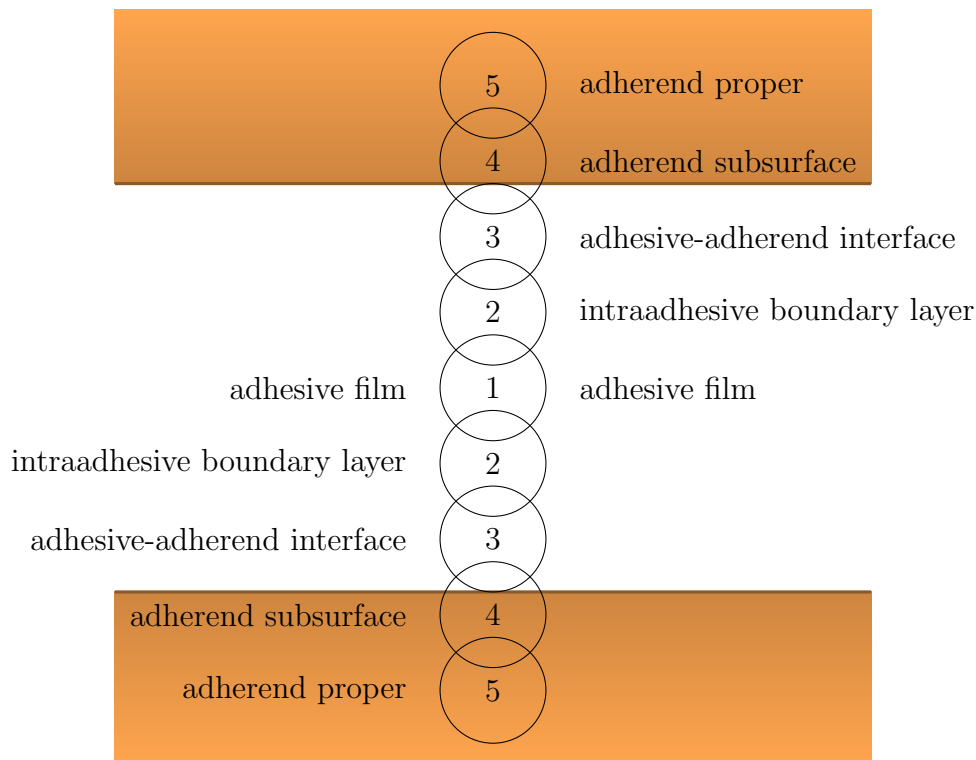 5 adherend proper
4 adherend subsurface
3 adhesive-adherend interface
2 intraadhesive boundary layer
adhesive film 1 adhesive film
intraadhesive boundary layer 2
adhesive-adherend interface 3
adherend subsurface 4
adherend proper 5